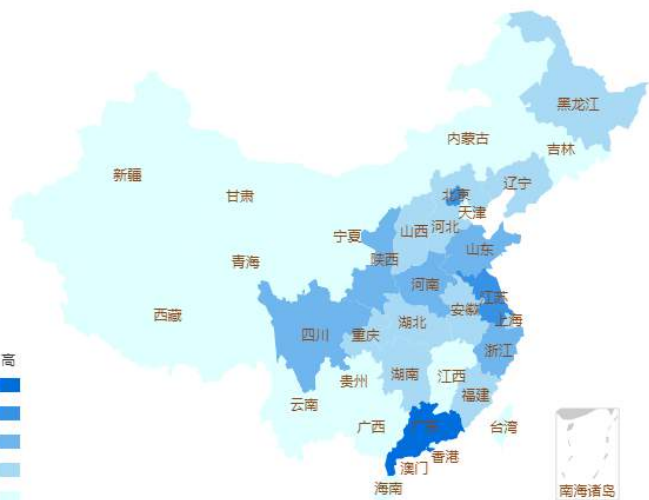 黑龙江
内蒙古
吉林
新疆
辽宁
甘肃
北京
天津
河北
山西
宁夏
山东
陕西
青海
河南
江苏
安徽
西藏
上海
湖北
四川
重庆
浙江
高
湖南
江西
贵州
福建
云南
广西
广东
台湾
香港
澳门
海南
南海诸岛